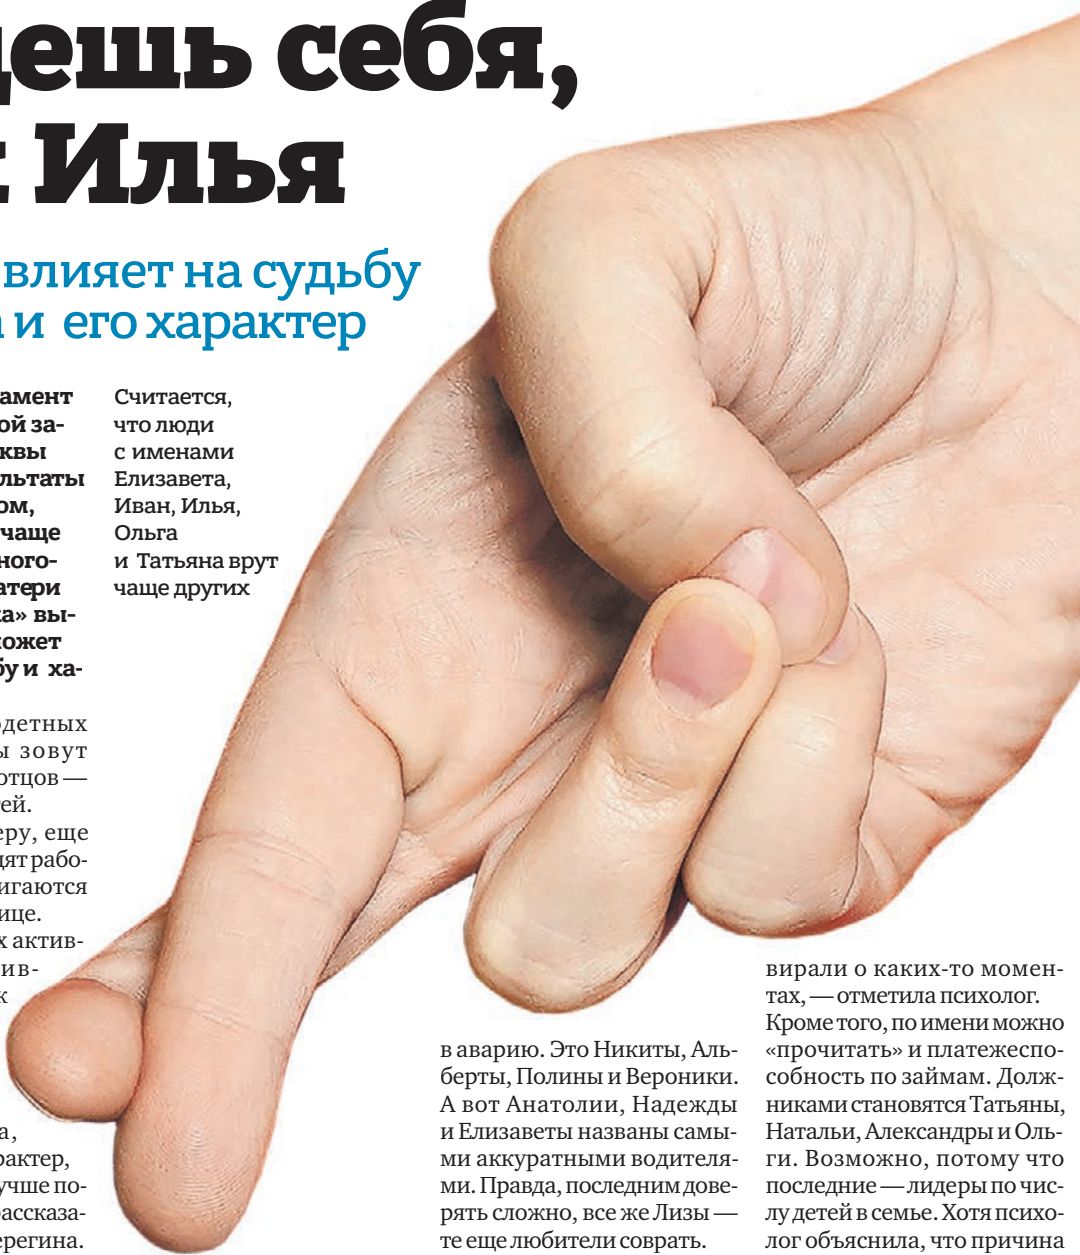 ешь себя,
Илья
влияет на судьбу
и его характер
Считается,
что люди
с именами
Елизавета,
Иван, Илья,
Ольга
и Татьяна врут
чаще других
амент
ой за-
квы
льтаты
ом,
чаще
ного-
атери
а» вы-
ожет
бу и ха-
одетных
ы зовут
отцов —
ей.
еру, еще
дят рабо-
игаются
ице.
х актив-
ив-
к
а,
рактер,
учше по-
рассказа-
ерегина.
в аварию. Это Никиты, Аль-
берты, Полины и Вероники.
А вот Анатолии, Надежды
и Елизаветы названы самы-
ми аккуратными водителя-
ми. Правда, последним дове-
рять сложно, все же Лизы —
те еще любители соврать.
вирали о каких-то момен-
тах, — отметила психолог.
Кроме того, по имени можно
«прочитать» и платежеспо-
собность по займам. Долж-
никами становятся Татьяны,
Натальи, Александры и Оль-
ги. Возможно, потому что
последние — лидеры по чис-
лу детей в семье. Хотя психо-
лог объяснила, что причина